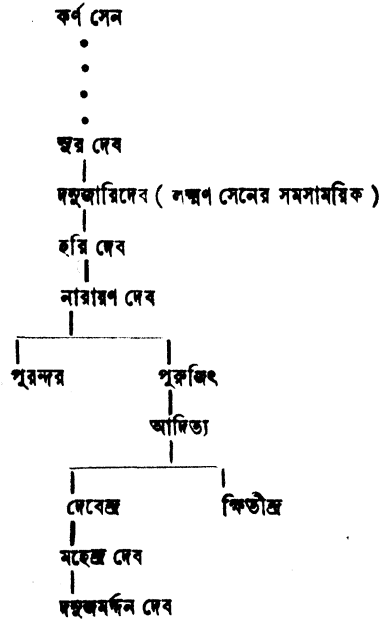 কর্ণ সেন
সুর দেব
দনুজারিদেব ( লক্ষ্মণ সেনের সমসাময়িক )
হরি দেব
নারায়ণ দেব
পুরন্দর পুরুজিৎ
আদিত্য
দেবেন্দ্র ক্ষিতীন্দ্র
মহেন্দ্র দেব
দনুজমর্দ্দন দেব